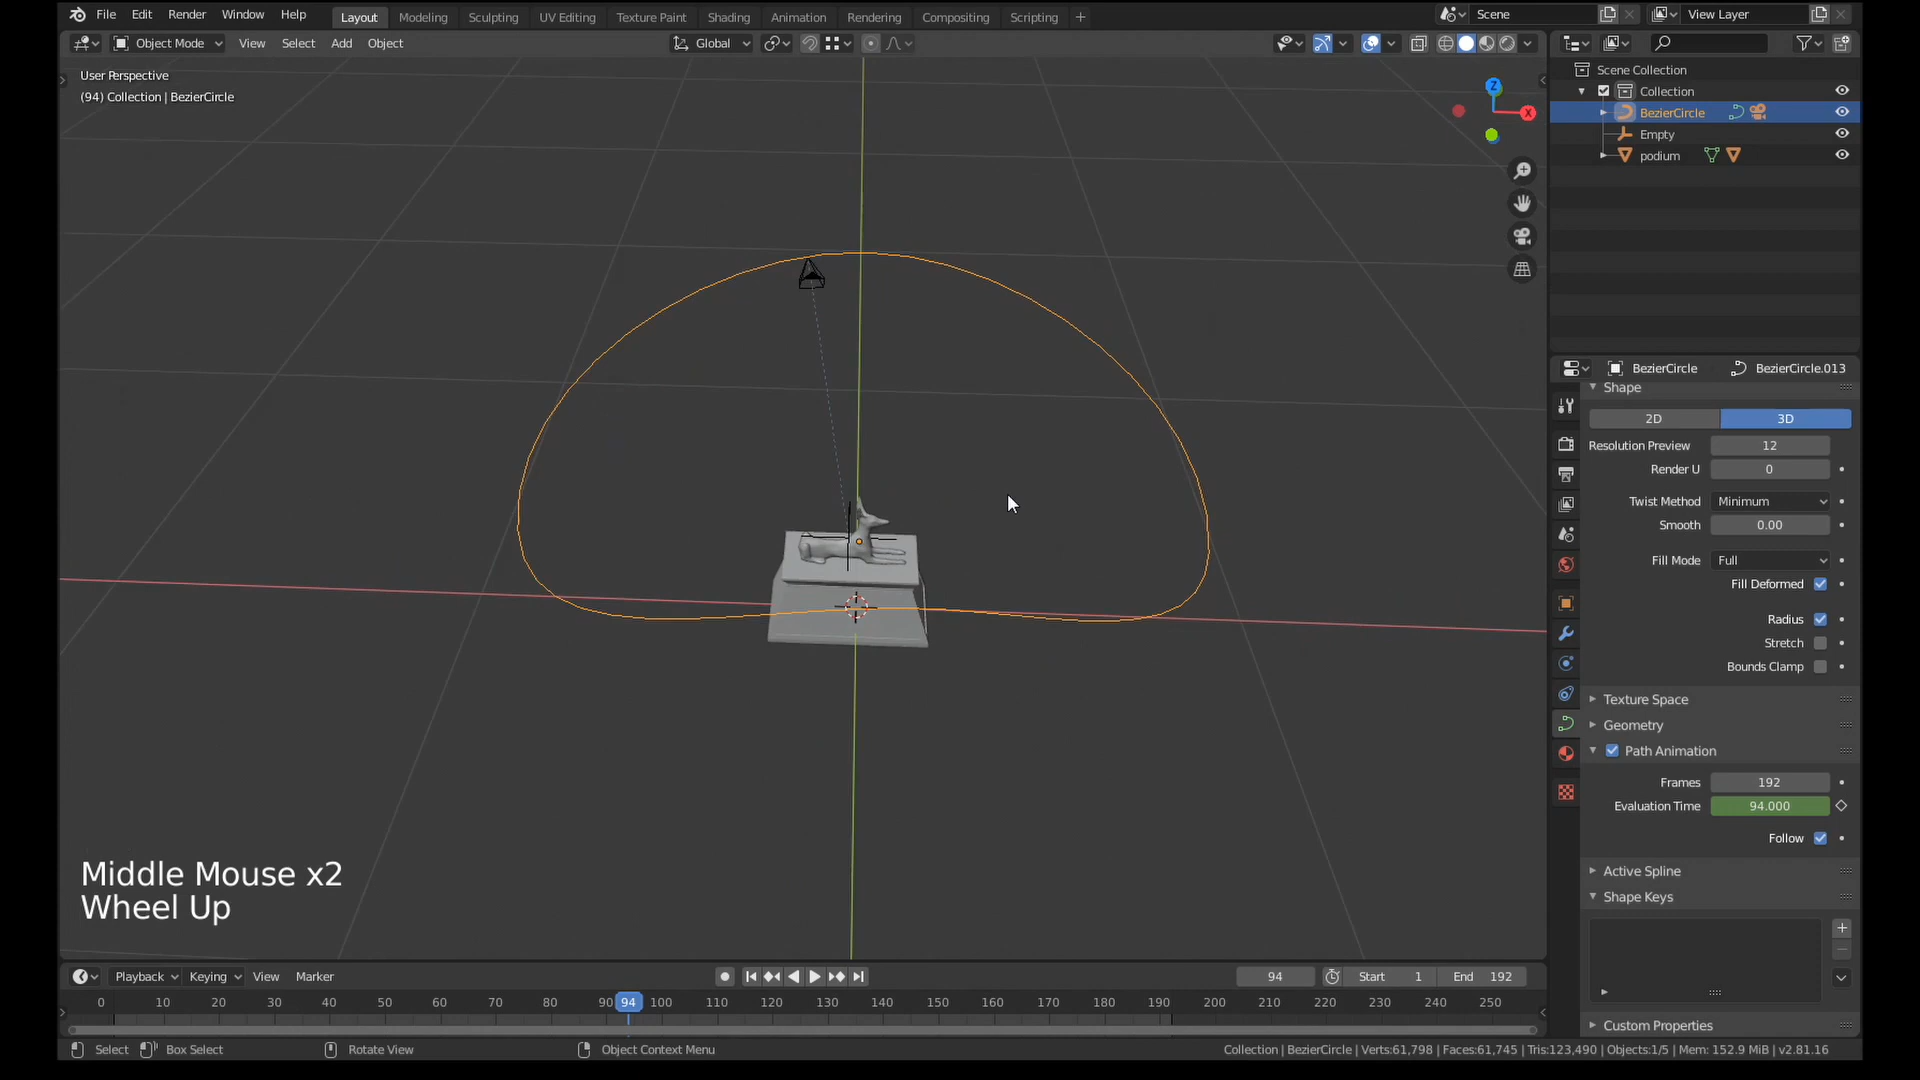 File Edit Render Window Help Layout Modeling Sculpting UV Editing Texture Paint Shading Animation Rendering Compositing Scripting + Scene View Layer
Object Mode View Select Add Object Global
User Perspective
(94) Collection | BezierCircle
Z
X
Scene Collection
Collection
BezierCircle
Empty
podium
BezierCircle BezierCircle.013
Shape
2D 3D
Resolution Preview 12
Render U 0
Twist Method Minimum
Smooth 0.00
Fill Mode Full
Fill Deformed
Radius
Stretch
Bounds Clamp
Texture Space
Geometry
Path Animation
Frames 192
Evaluation Time 94.000
Follow
Active Spline
Shape Keys
Custom Properties
Middle Mouse x2
Wheel Up
Playback Keying View Marker 94 Start 1 End 192
0 10 20 30 40 50 60 70 80 90 94 100 110 120 130 140 150 160 170 180 190 200 210 220 230 240 250
Select Box Select Rotate View Object Context Menu Collection | BezierCircle | Verts:61,798 | Faces:61,745 | Tris:123,490 | Objects:1/5 | Mem: 152.9 MiB | v2.81.16